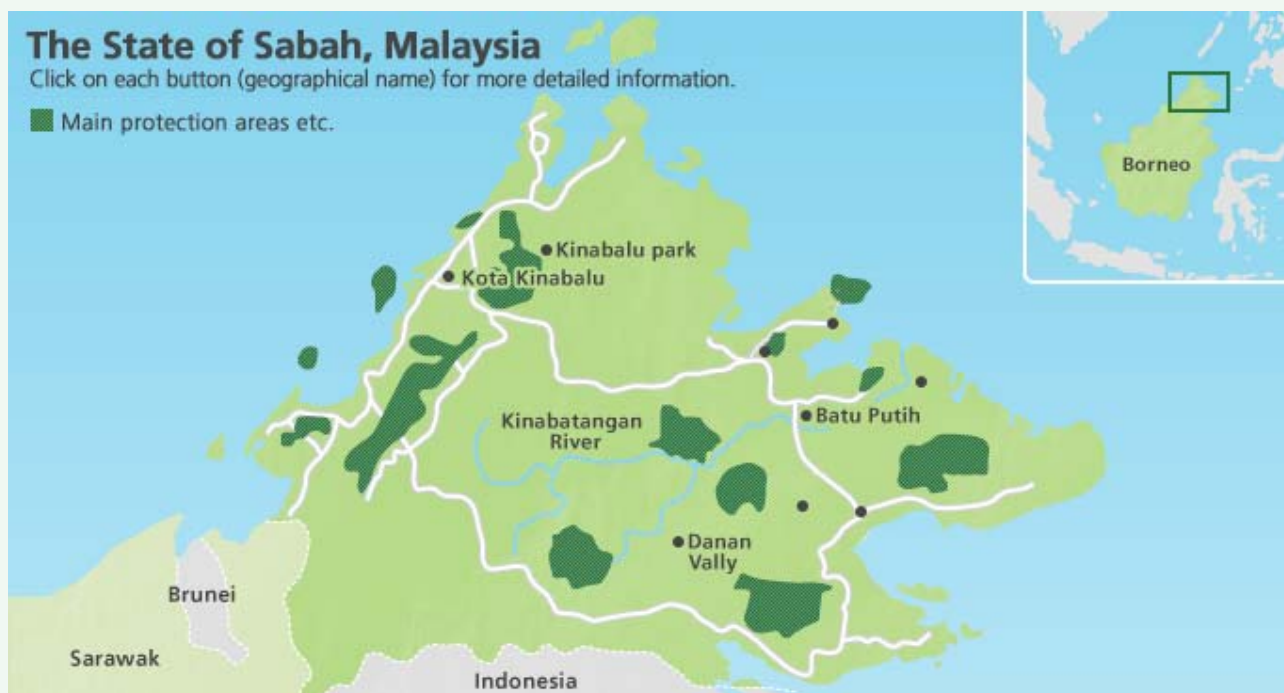 The State of Sabah, Malaysia
Click on each button (geographical name) for more detailed information.
Main protection areas etc.
Borneo
Kinabalu park
Kota Kinabalu
Kinabatangan
River
Batu Putih
Danan
Vally
Brunei
Sarawak
Indonesia